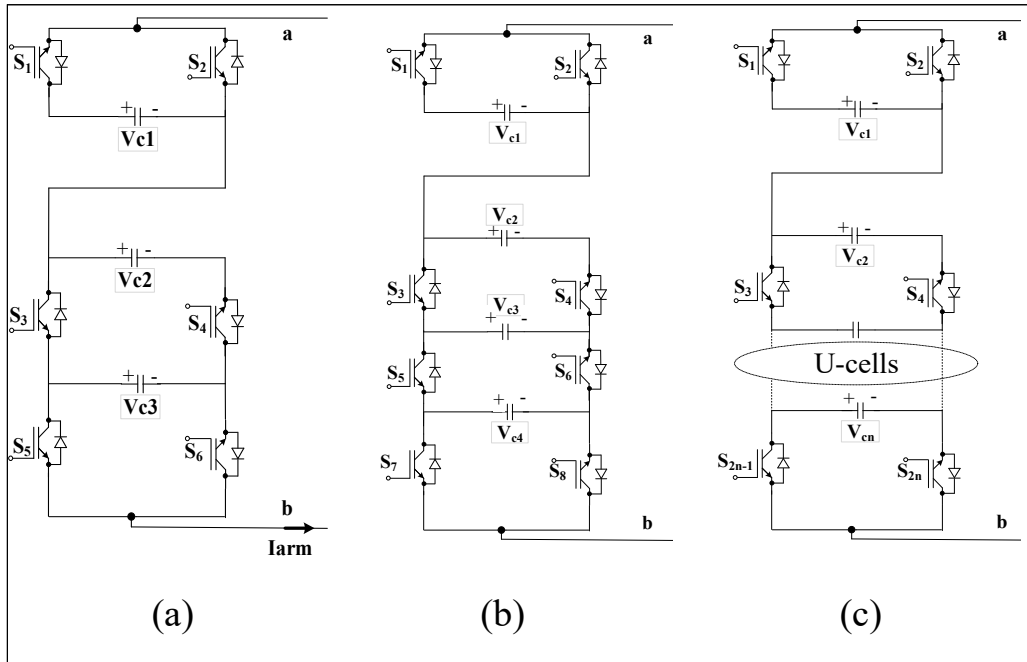 a
S1
S2
+ -
Vc1
+ -
Vc2
S3
S4
+ -
Vc3
S5
S6
b
Iarm
(a)
a
S1
S2
+ -
Vc1
Vc2
+ -
S3
S4
Vc3
+ -
S5
S6
+ -
Vc4
S7
S8
b
(b)
a
S1
S2
+ -
Vc1
+ -
Vc2
S3
S4
U-cells
+ -
Vcn
S2n-1
S2n
b
(c)